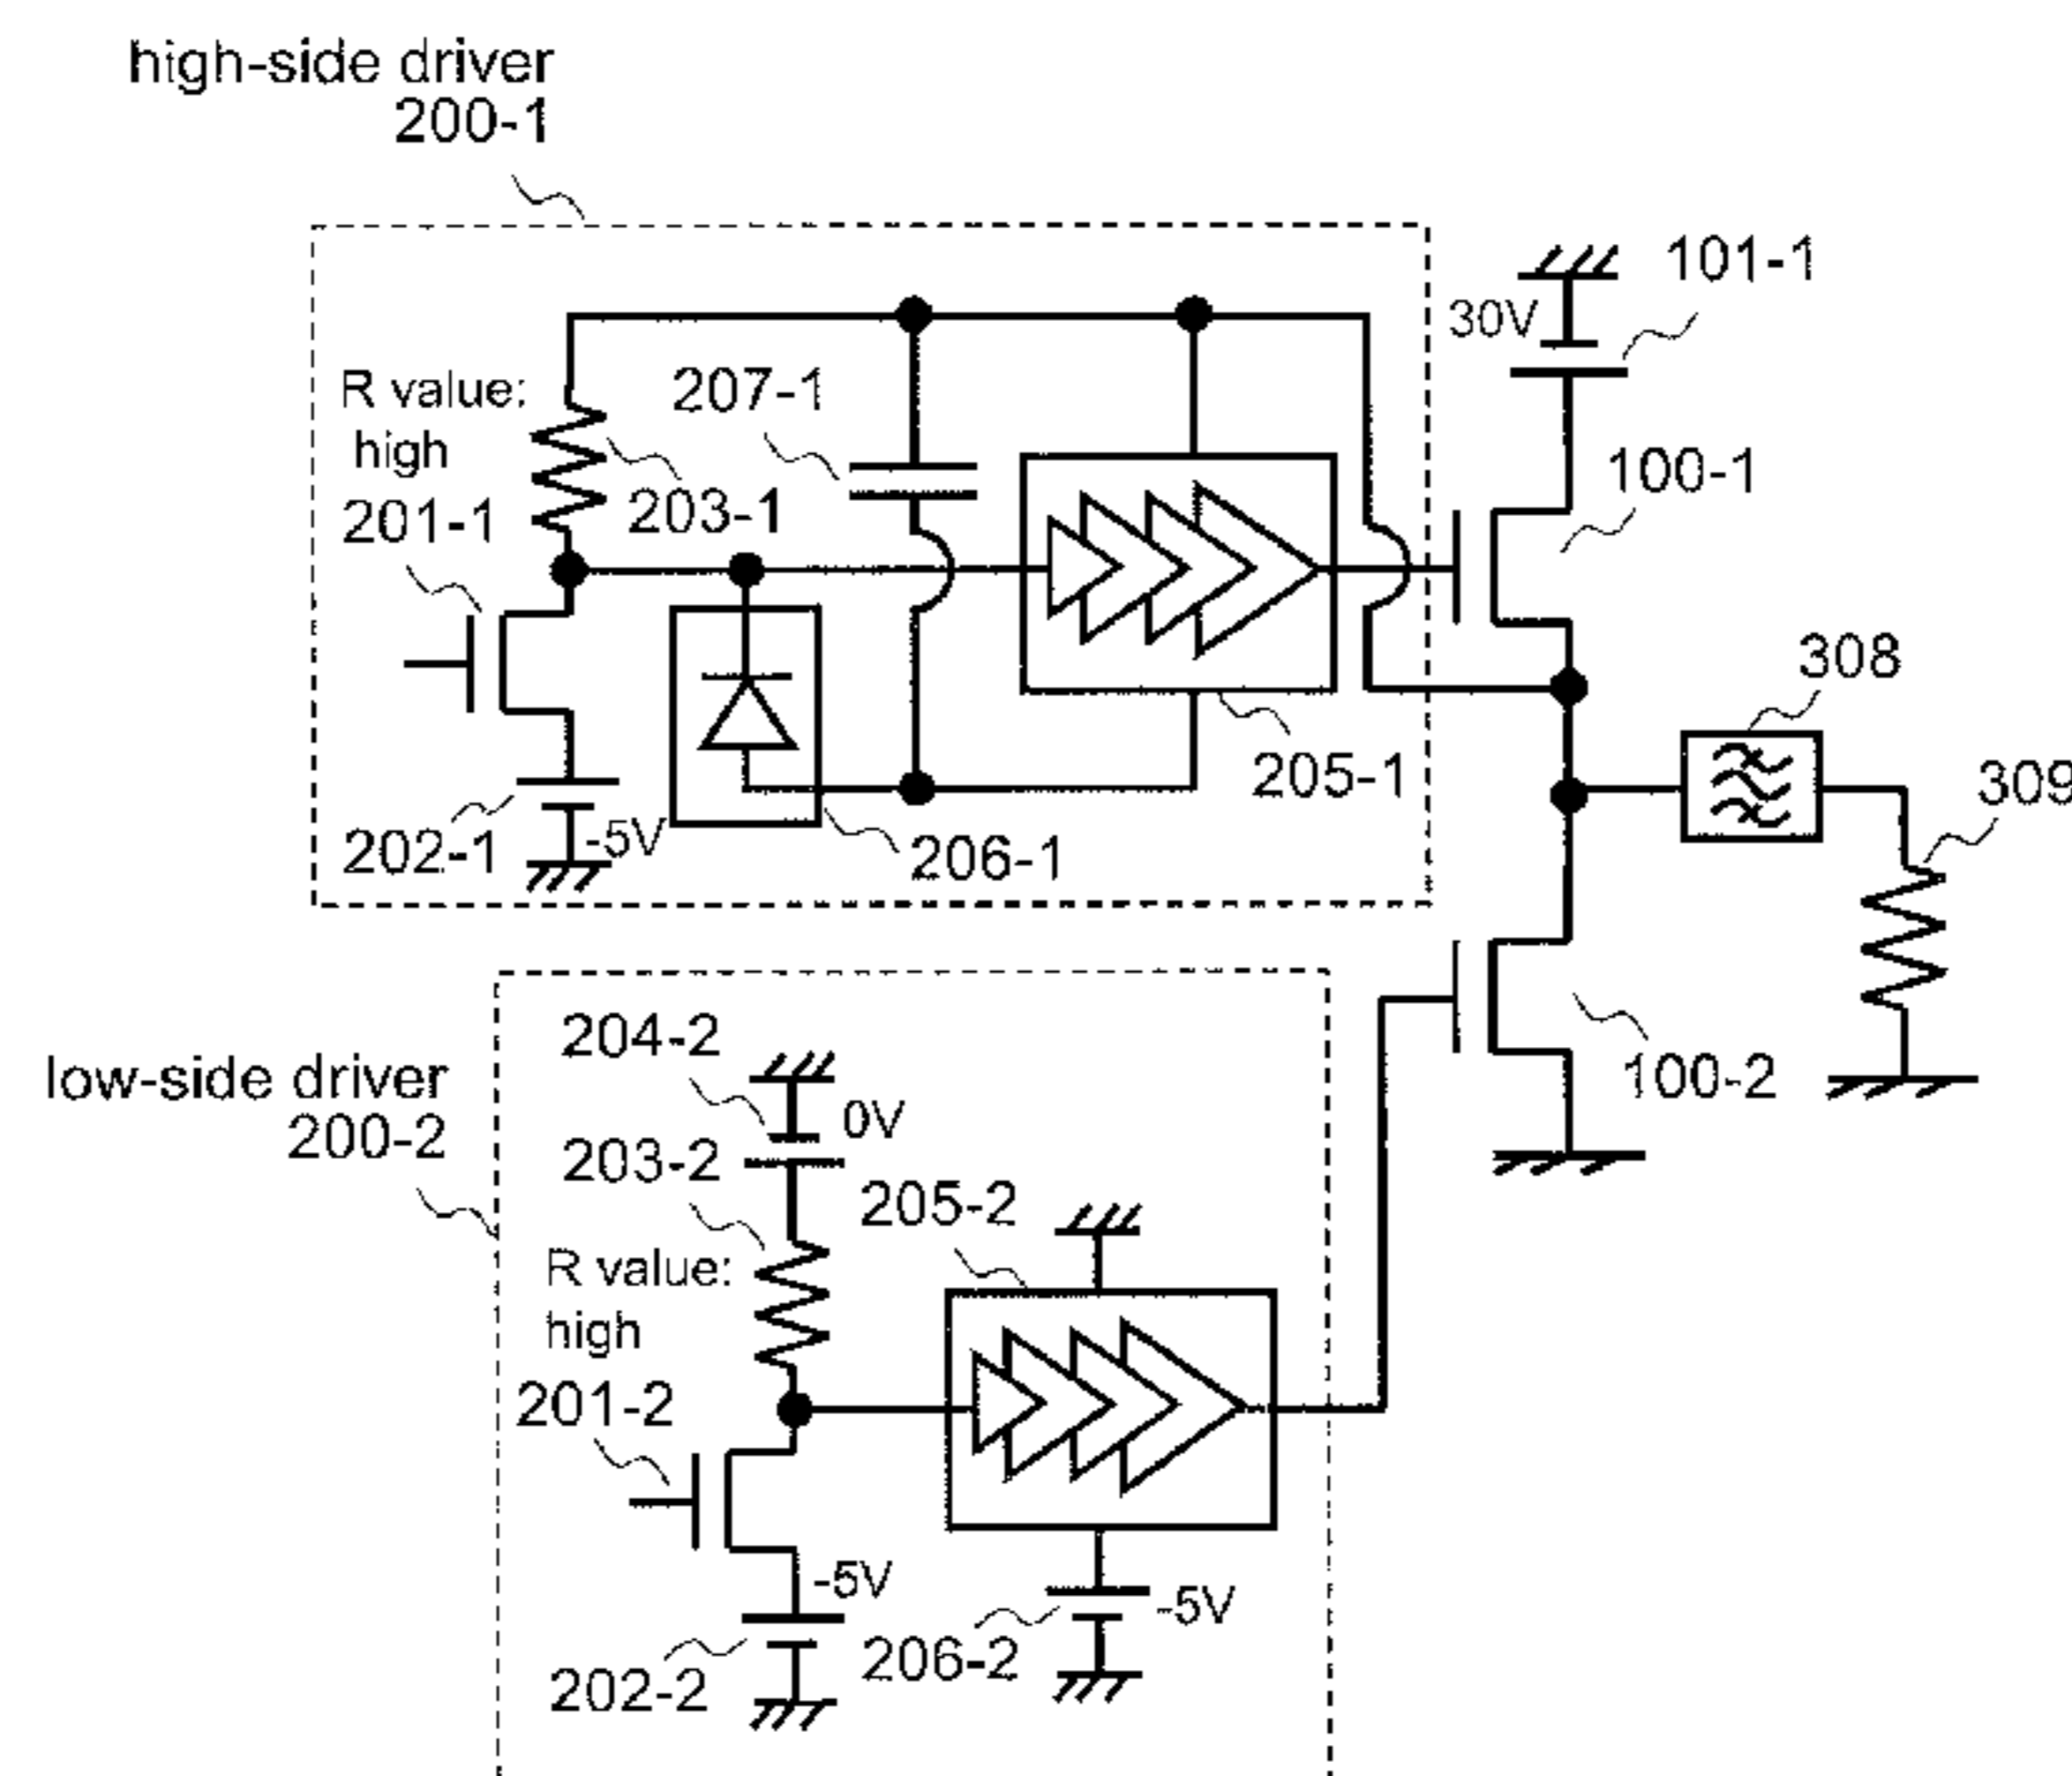 high-side driver
200-1
101-1
30V
R value:
high
207-1
203-1
201-1
100-1
308
205-1
309
202-1
-5V
206-1
204-2
0V
low-side driver
200-2
203-2
100-2
205-2
R value:
high
201-2
-5V
-5V
206-2
202-2